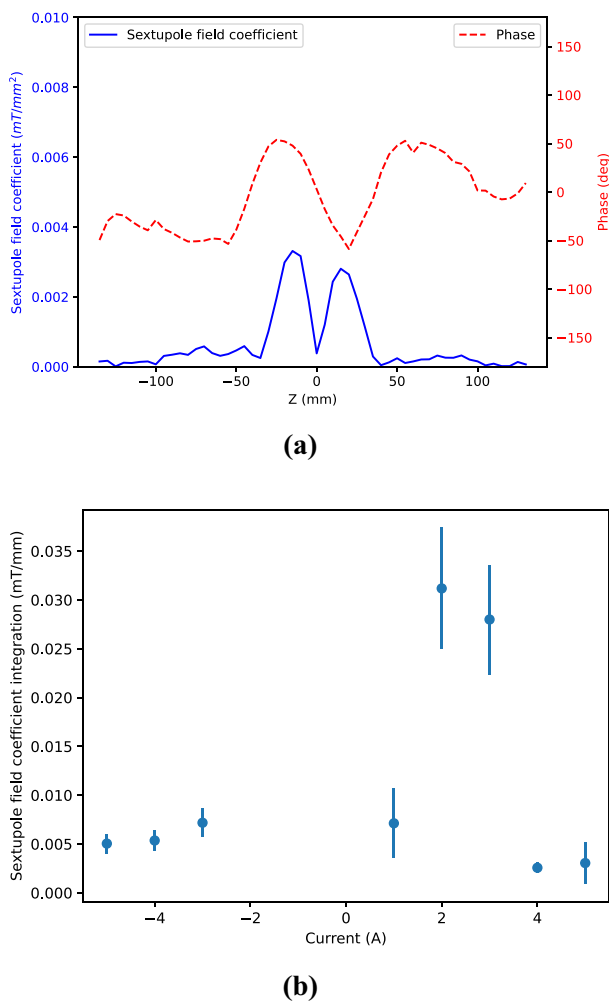 0.010
0.008
0.006
0.004
0.002
0.000
Sextupole field coefficient (mT/mm²)
Sextupole field coefficient
Phase
150
100
50
0
−50
−100
−150
Phase (deg)
−100 −50 0 50 100
Z (mm)
(a)
0.035
0.030
0.025
0.020
0.015
0.010
0.005
0.000
Sextupole field coefficient integration (mT/mm)
−4 −2 0 2 4
Current (A)
(b)